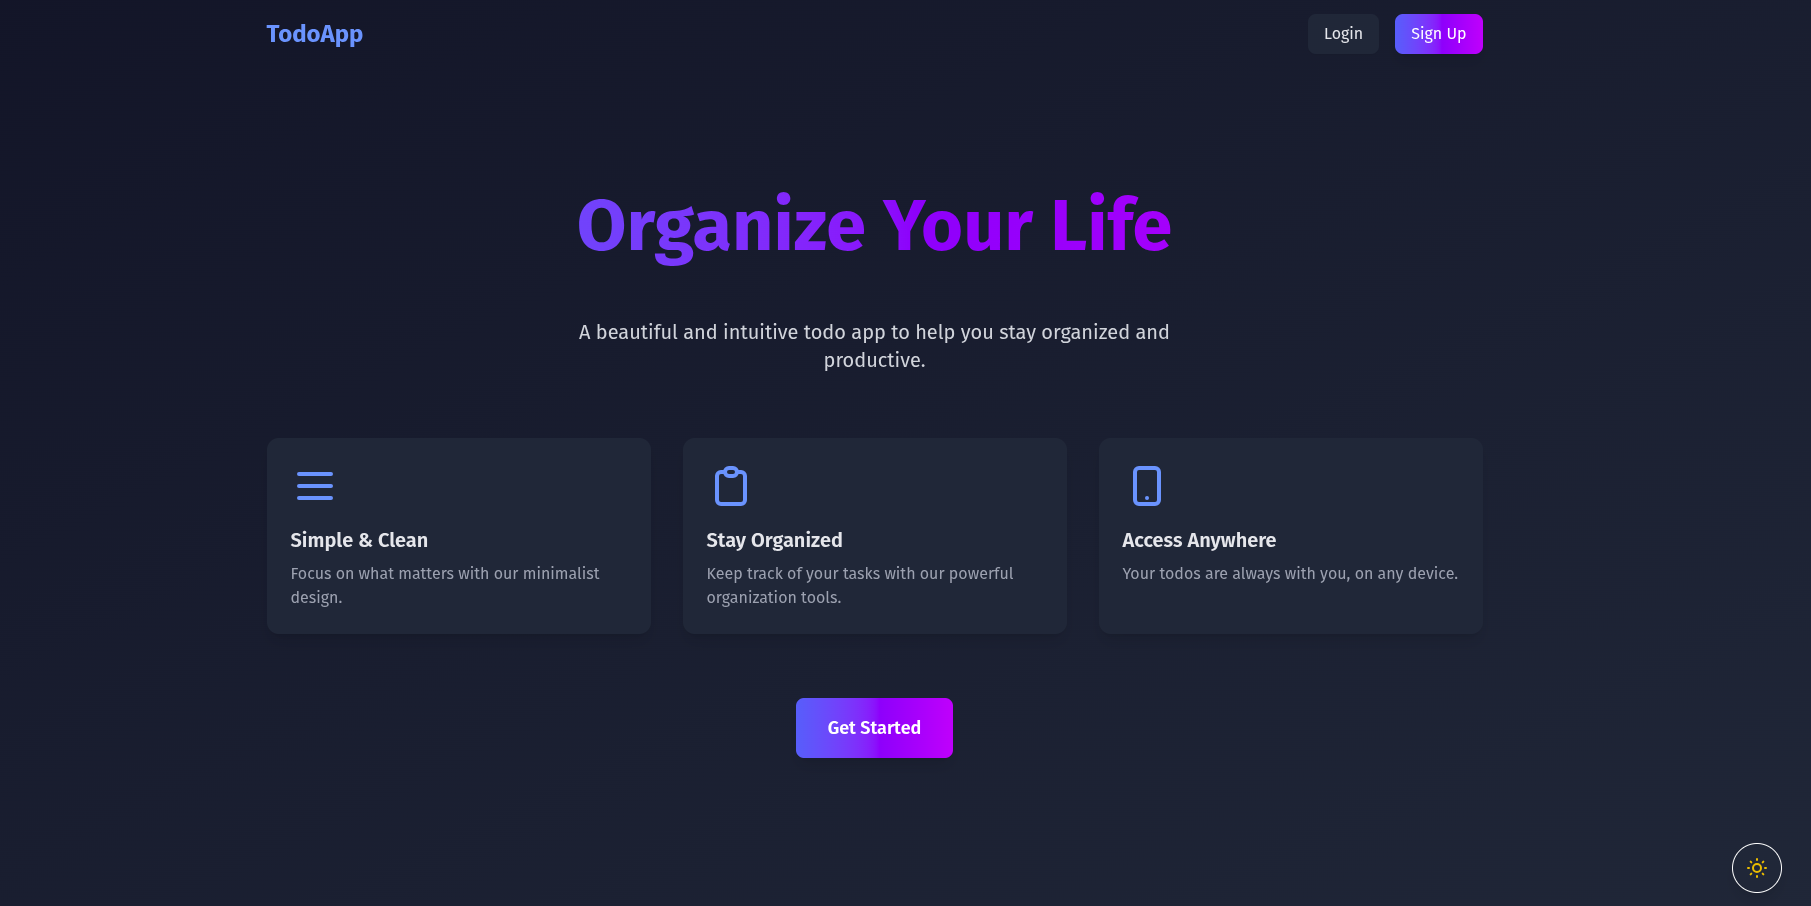 TodoApp
Login
Sign Up
Organize Your Life
A beautiful and intuitive todo app to help you stay organized and
productive.
Simple & Clean
Focus on what matters with our minimalist
design.
Stay Organized
Keep track of your tasks with our powerful
organization tools.
Access Anywhere
Your todos are always with you, on any device.
Get Started